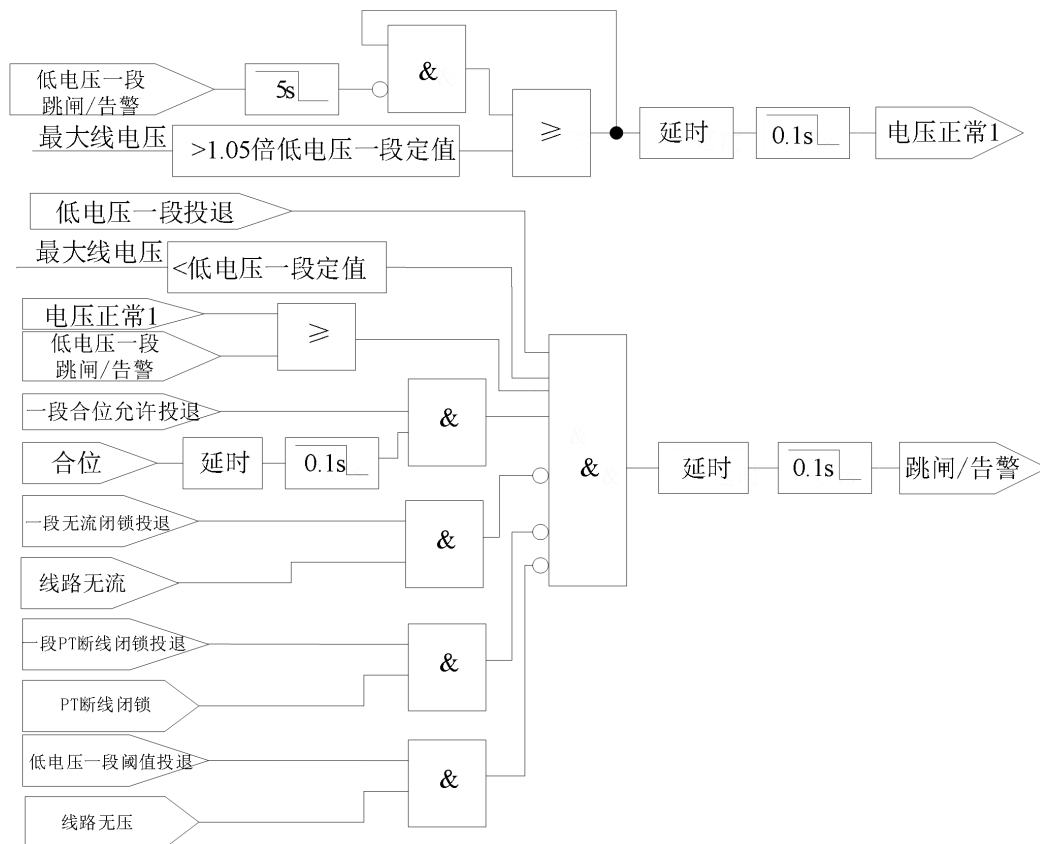 &
低电压一段
跳闸/告警
5s
最大线电压
>1.05倍低电压一段定值
≥
延时
0.1s
电压正常1
低电压一段投退
最大线电压
<低电压一段定值
电压正常1
低电压一段
跳闸/告警
≥
一段合位允许投退
&
合位
延时
0.1s
&
延时
0.1s
跳闸/告警
一段无流闭锁投退
线路无流
&
一段PT断线闭锁投退
PT断线闭锁
&
低电压一段阈值投退
线路无压
&